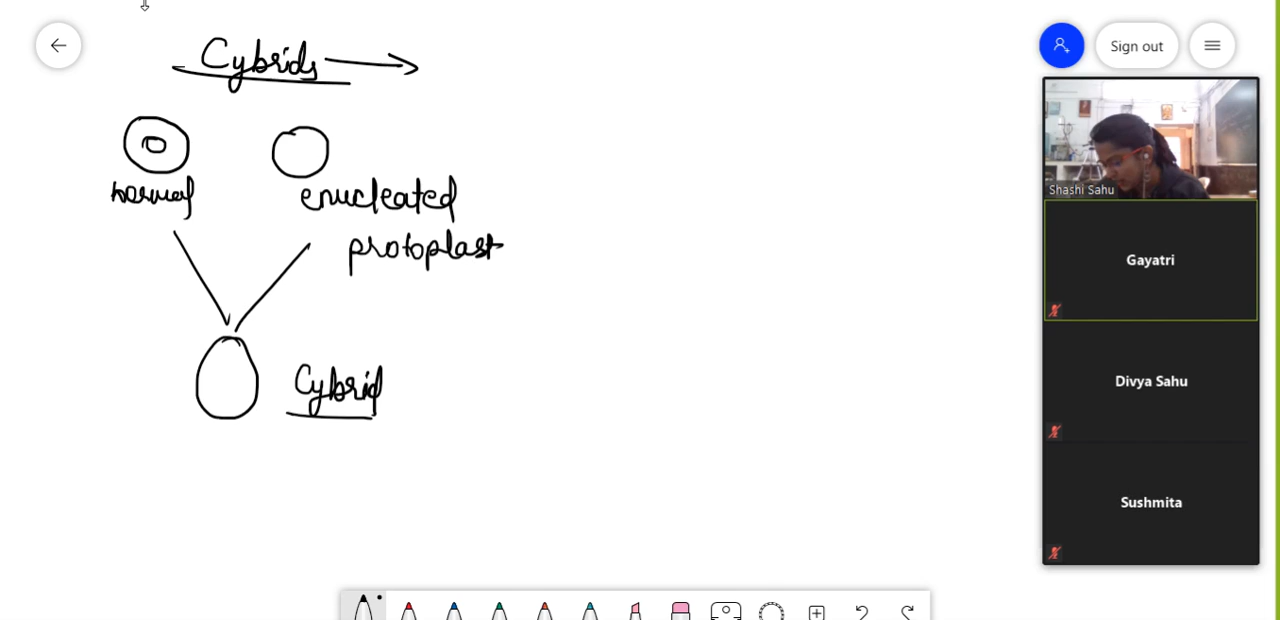 Cybrids
normal
enucleated
protoplast
Cybrid
Sign out
Shashi Sahu
Gayatri
Divya Sahu
Sushmita